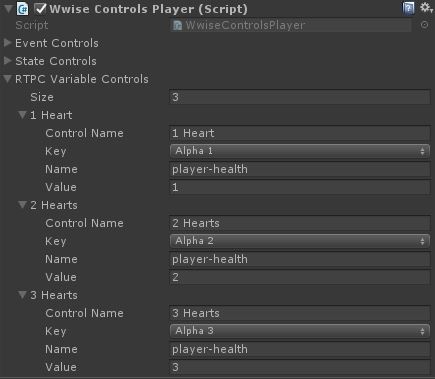 Wwise Controls Player (Script)
Script WwiseControlsPlayer
Event Controls
State Controls
RTPC Variable Controls
Size 3
1 Heart
Control Name 1 Heart
Key Alpha 1
Name player-health
Value 1
2 Hearts
Control Name 2 Hearts
Key Alpha 2
Name player-health
Value 2
3 Hearts
Control Name 3 Hearts
Key Alpha 3
Name player-health
Value 3